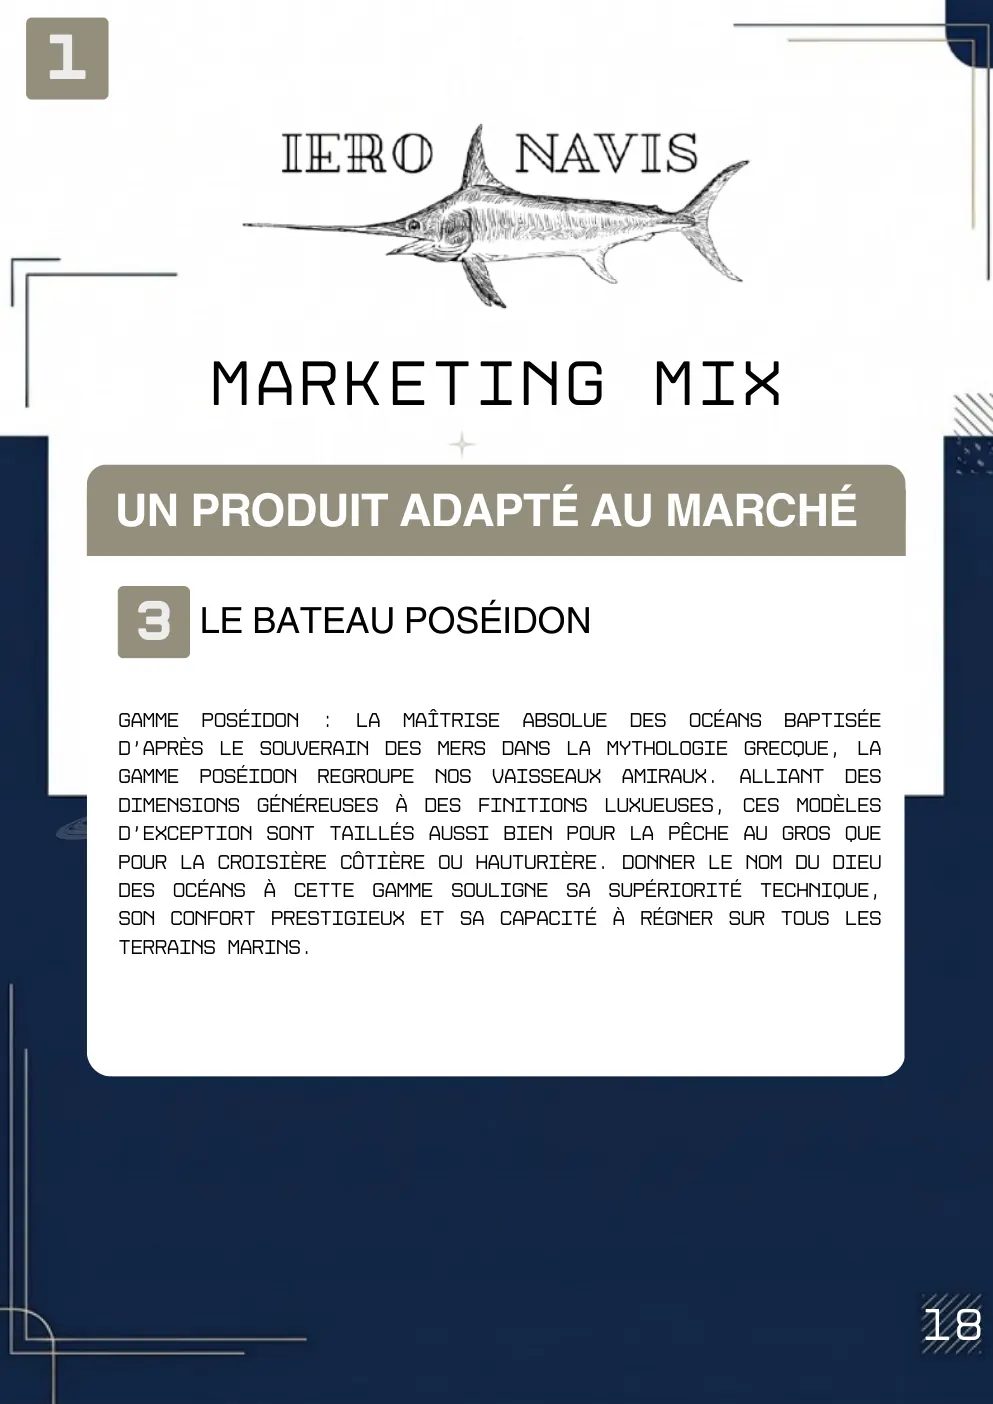 1
IERO NAVIS
MARKETING MIX
UN PRODUIT ADAPTÉ AU MARCHÉ
3 LE BATEAU POSÉIDON
GAMME POSÉIDON : LA MAÎTRISE ABSOLUE DES OCÉANS BAPTISÉE
D'APRÈS LE SOUVERAIN DES MERS DANS LA MYTHOLOGIE GRECQUE, LA
GAMME POSÉIDON REGROUPE NOS VAISSEAUX AMIRAUX. ALLIANT DES
DIMENSIONS GÉNÉREUSES À DES FINITIONS LUXUEUSES, CES MODÈLES
D'EXCEPTION SONT TAILLÉS AUSSI BIEN POUR LA PÊCHE AU GROS QUE
POUR LA CROISIÈRE CÔTIÈRE OU HAUTURIÈRE. DONNER LE NOM DU DIEU
DES OCÉANS À CETTE GAMME SOULIGNE SA SUPÉRIORITÉ TECHNIQUE,
SON CONFORT PRESTIGIEUX ET SA CAPACITÉ À RÉGNER SUR TOUS LES
TERRAINS MARINS.
18